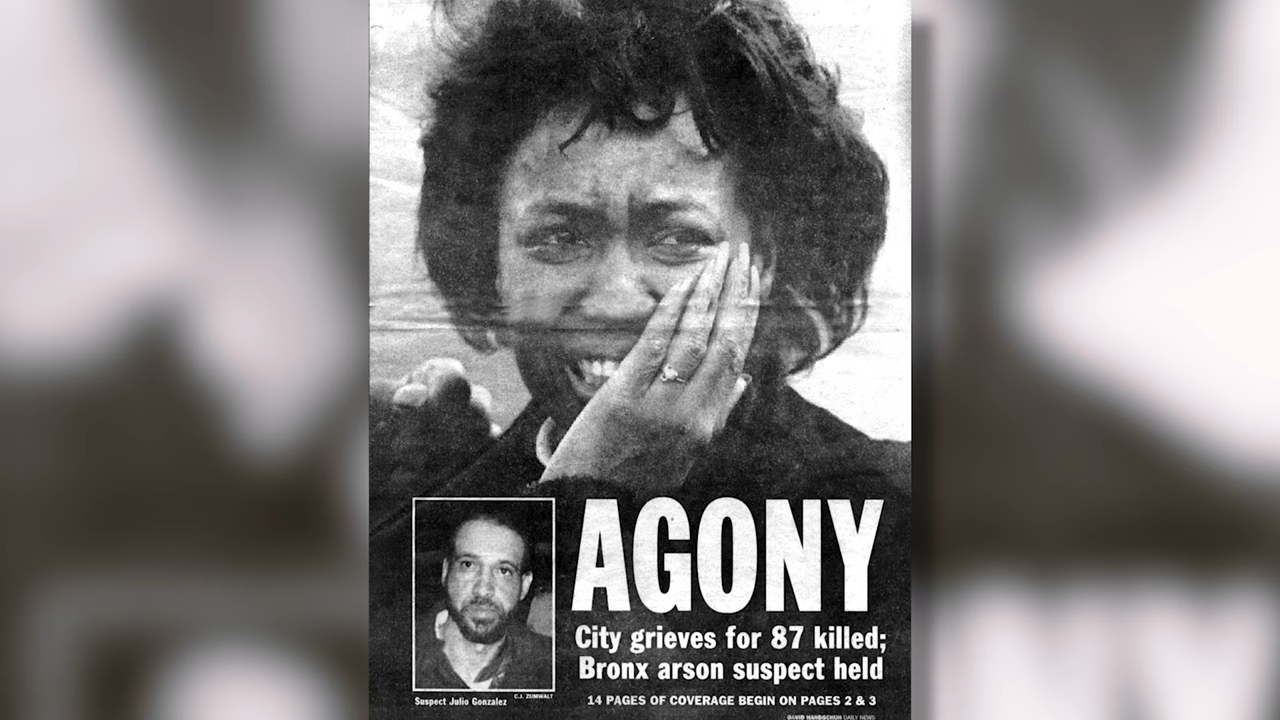 AGONY
City grieves for 87 killed;
Bronx arson suspect held
C.J. ZUMWALT
Suspect Julio Gonzalez
14 PAGES OF COVERAGE BEGIN ON PAGES 2 & 3
DAVID HANDSCHUH DAILY NEWS